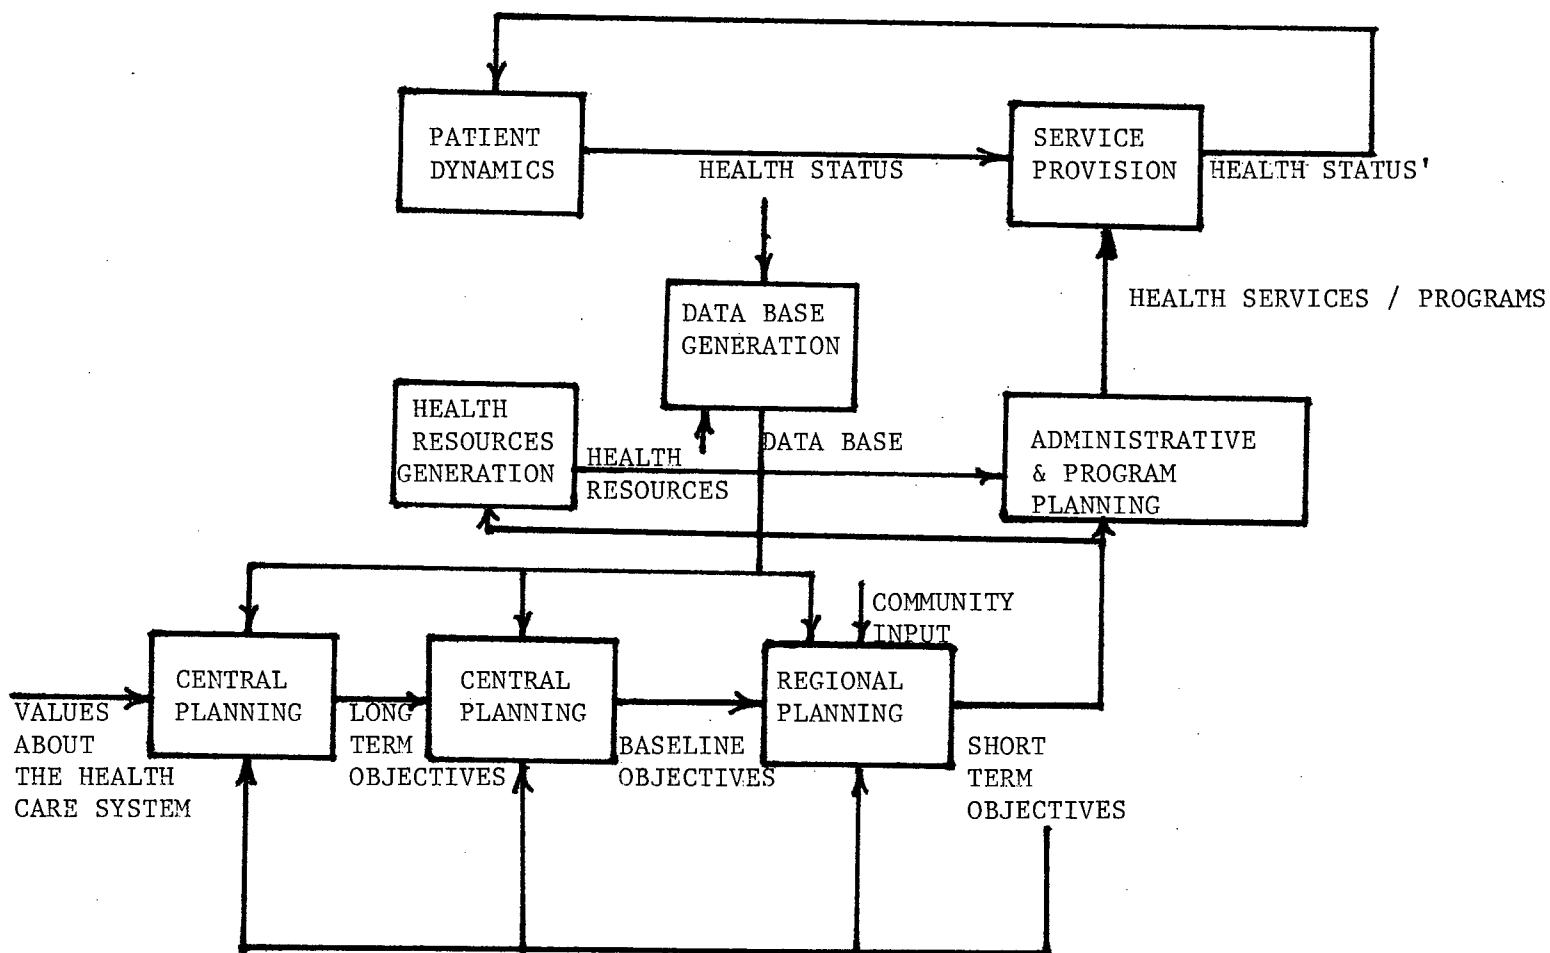 PATIENT
DYNAMICS
HEALTH STATUS
SERVICE
PROVISION
HEALTH STATUS'
DATA BASE
GENERATION
HEALTH SERVICES / PROGRAMS
HEALTH
RESOURCES
GENERATION
HEALTH
RESOURCES
DATA BASE
ADMINISTRATIVE
& PROGRAM
PLANNING
COMMUNITY
INPUT
VALUES
ABOUT
THE HEALTH
CARE SYSTEM
CENTRAL
PLANNING
LONG
TERM
OBJECTIVES
CENTRAL
PLANNING
BASELINE
OBJECTIVES
REGIONAL
PLANNING
SHORT
TERM
OBJECTIVES